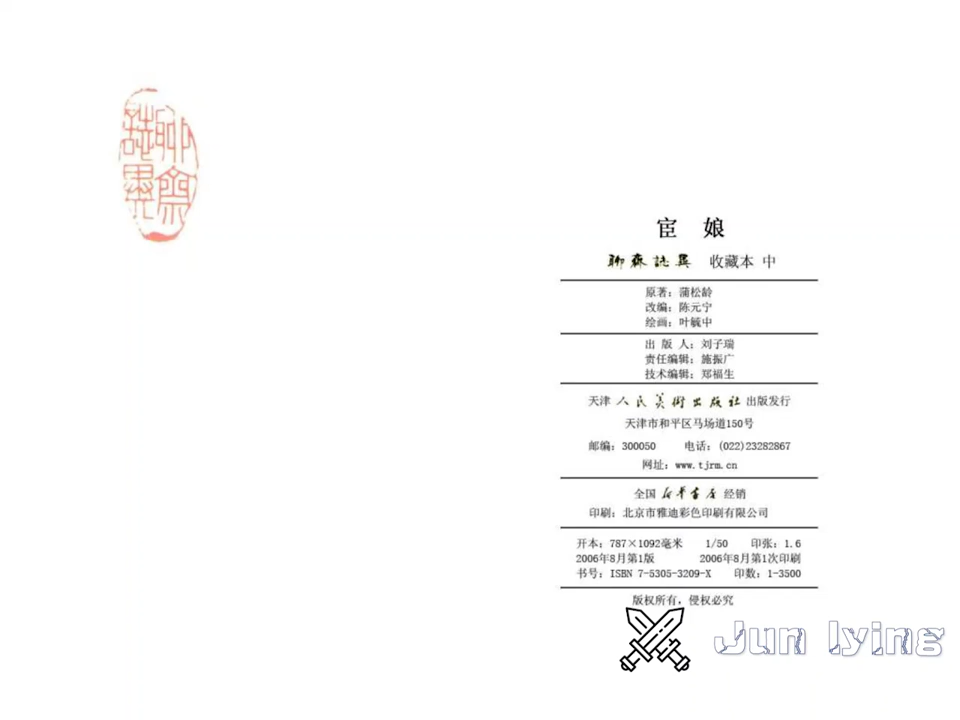 聊齋
誌異
宦 娘
聊齋誌異 收藏本 中
原著：蒲松龄
改编：陈元宁
绘画：叶毓中
出 版 人：刘子瑞
责任编辑：施振广
技术编辑：郑福生
天津人民美術出版社出版发行
天津市和平区马场道150号
邮编：300050 电话：(022)23282867
网址：www.tjrm.cn
全国新华书店经销
印刷：北京市雅迪彩色印刷有限公司
开本：787×1092毫米 1/50 印张：1.6
2006年8月第1版 2006年8月第1次印刷
书号：ISBN 7-5305-3209-X 印数：1-3500
版权所有，侵权必究
Jun lying